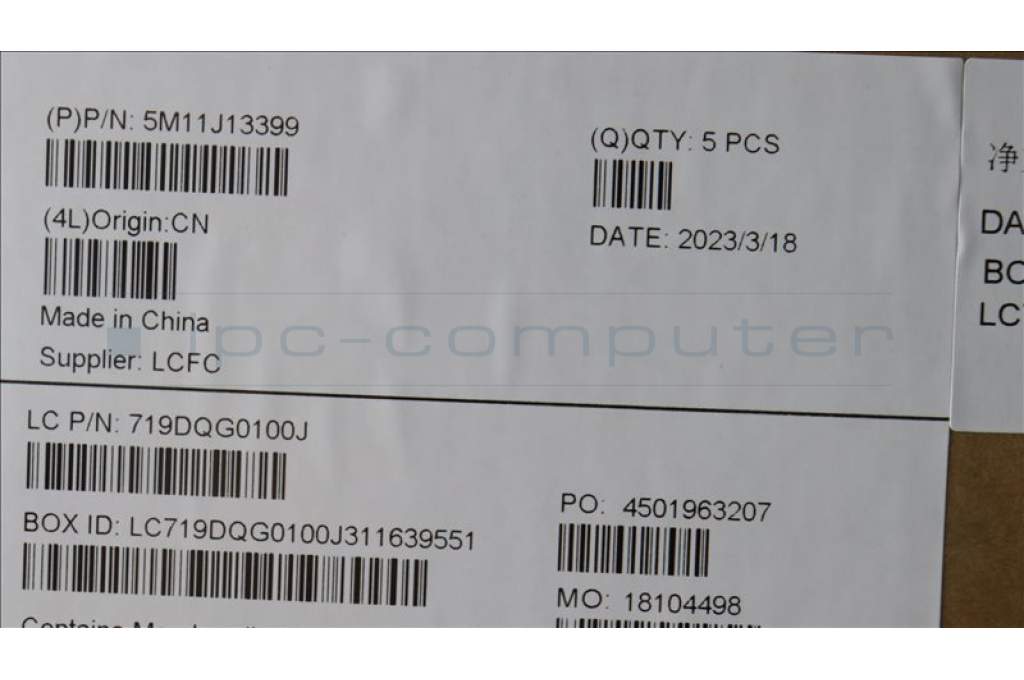 (P)P/N: 5M11J13399
(4L)Origin:CN
Made in China
Supplier: LCFC
(Q)QTY: 5 PCS
DATE: 2023/3/18
ipc-computer
LC P/N: 719DQG0100J
BOX ID: LC719DQG0100J311639551
PO: 4501963207
MO: 18104498
净
DA
BO
LC